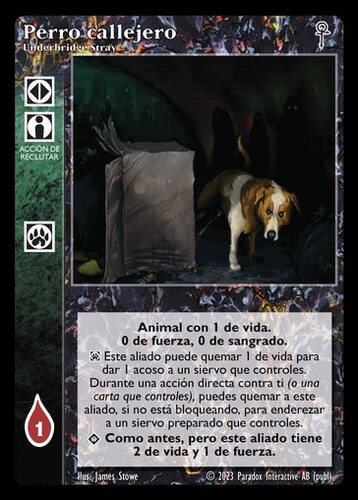 Perro callejero
Underbridge Stray
ACCIÓN DE
RECLUTAR
Animal con 1 de vida.
0 de fuerza, 0 de sangrado.
Este aliado puede quemar 1 de vida para
dar 1 acoso a un siervo que controles.
Durante una acción directa contra ti (o una
carta que controles), puedes quemar a este
aliado, si no está bloqueando, para enderezar
a un siervo preparado que controles.
Como antes, pero este aliado tiene
2 de vida y 1 de fuerza.
1
Ilus: James Stowe
© 2023 Paradox Interactive AB (publ)